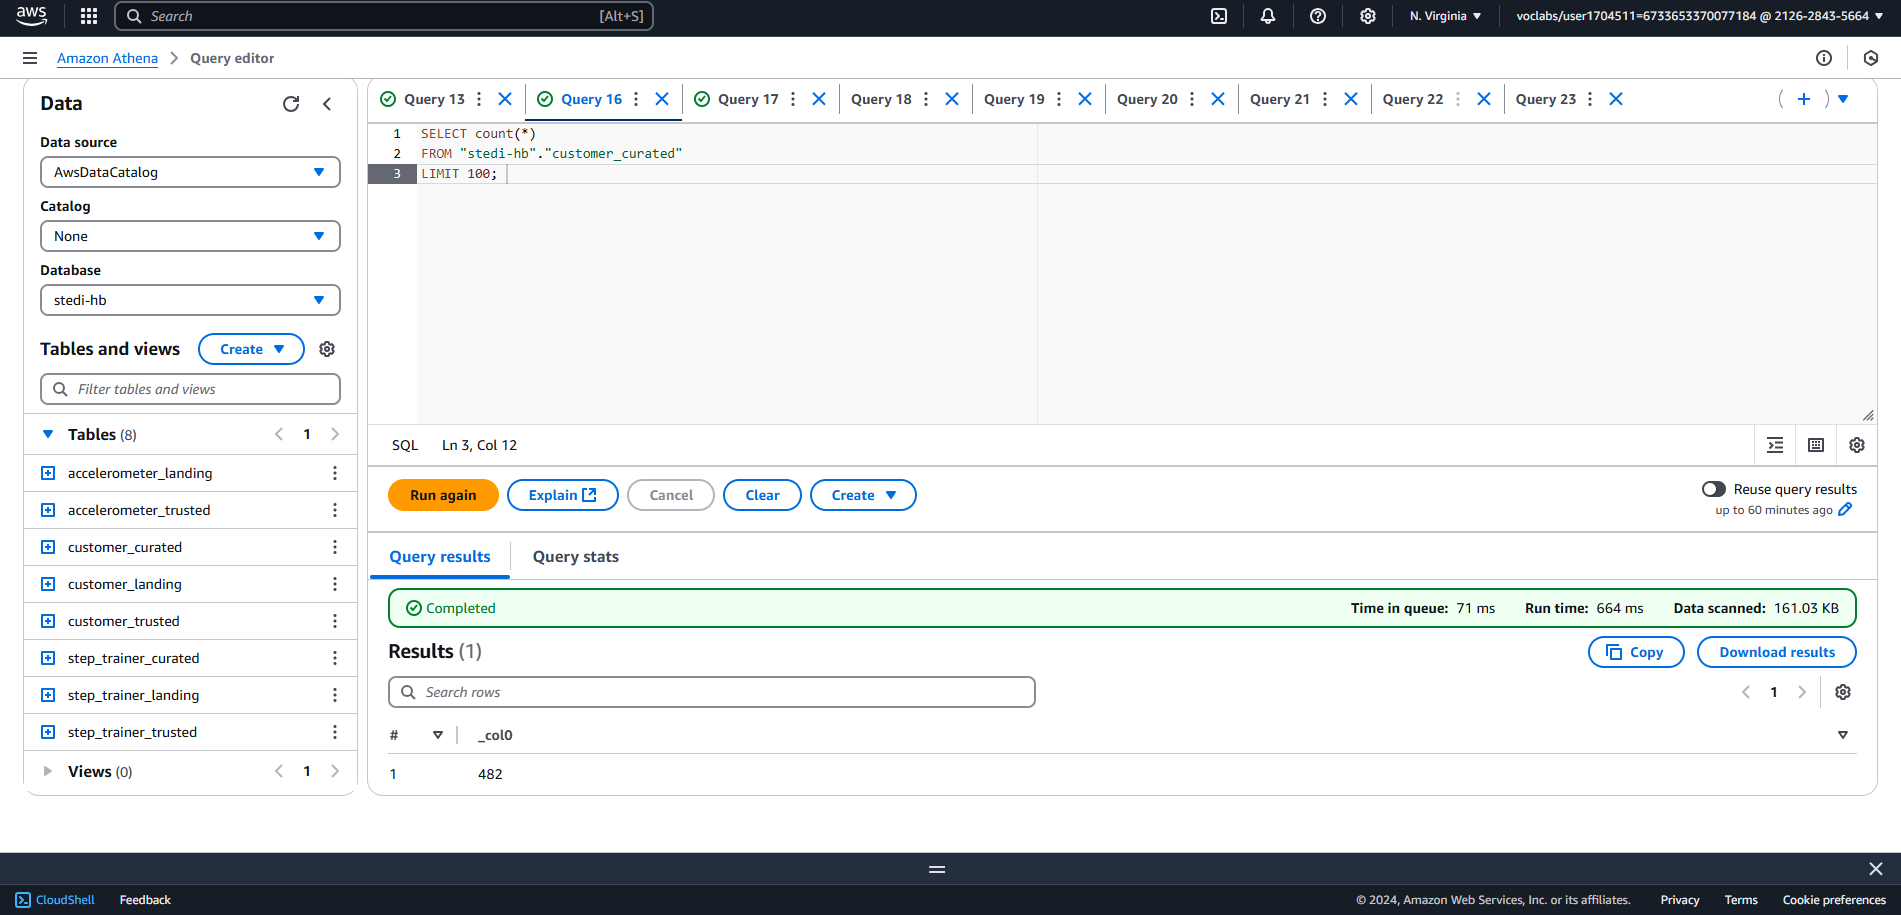 aws
Search
[Alt+S]
N. Virginia
voclabs/user1704511=6733653370077184 @ 2126-2843-5664
Amazon Athena
Query editor
Data
Data source
AwsDataCatalog
Catalog
None
Database
stedi-hb
Tables and views
Create
Filter tables and views
Tables (8)
1
accelerometer_landing
accelerometer_trusted
customer_curated
customer_landing
customer_trusted
step_trainer_curated
step_trainer_landing
step_trainer_trusted
Views (0)
1
Query 13
Query 16
Query 17
Query 18
Query 19
Query 20
Query 21
Query 22
Query 23
1 SELECT count(*)
2 FROM "stedi-hb"."customer_curated"
3 LIMIT 100;
SQL
Ln 3, Col 12
Run again
Explain
Cancel
Clear
Create
Reuse query results
up to 60 minutes ago
Query results
Query stats
Completed
Time in queue: 71 ms
Run time: 664 ms
Data scanned: 161.03 KB
Results (1)
Copy
Download results
Search rows
1
# _col0
1 482
CloudShell
Feedback
© 2024, Amazon Web Services, Inc. or its affiliates.
Privacy
Terms
Cookie preferences